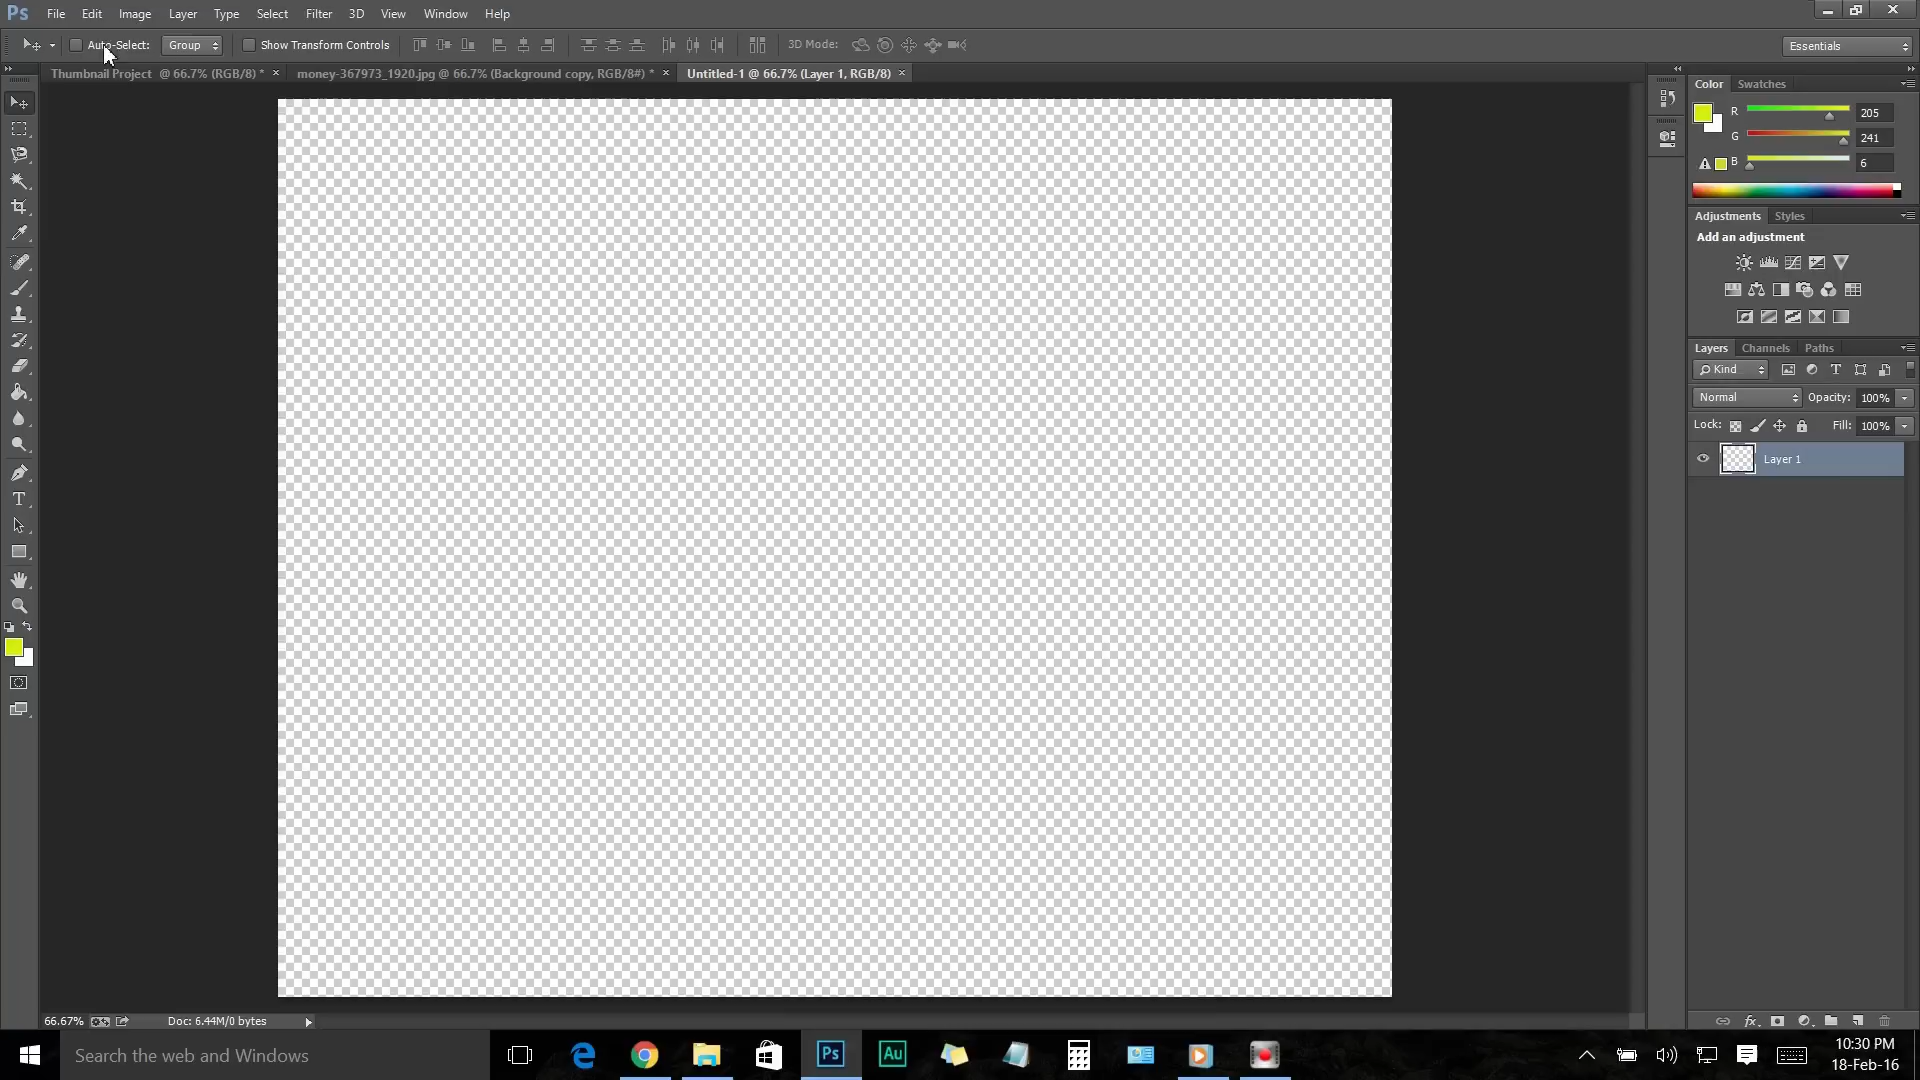 Ps File Edit Image Layer Type Select Filter 3D View Window Help
Auto-Select: Group Show Transform Controls 3D Mode: Essentials
Thumbnail Project @ 66.7% (RGB/8) * × money-367973_1920.jpg @ 66.7% (Background copy, RGB/8#) * × Untitled-1 @ 66.7% (Layer 1, RGB/8) ×
Color Swatches
R 205
G 241
B 6
Adjustments Styles
Add an adjustment
Layers Channels Paths
Kind
Normal Opacity: 100%
Lock: Fill: 100%
Layer 1
66.67% Doc: 6.44M/0 bytes
Search the web and Windows
Ps Au
10:30 PM
18-Feb-16